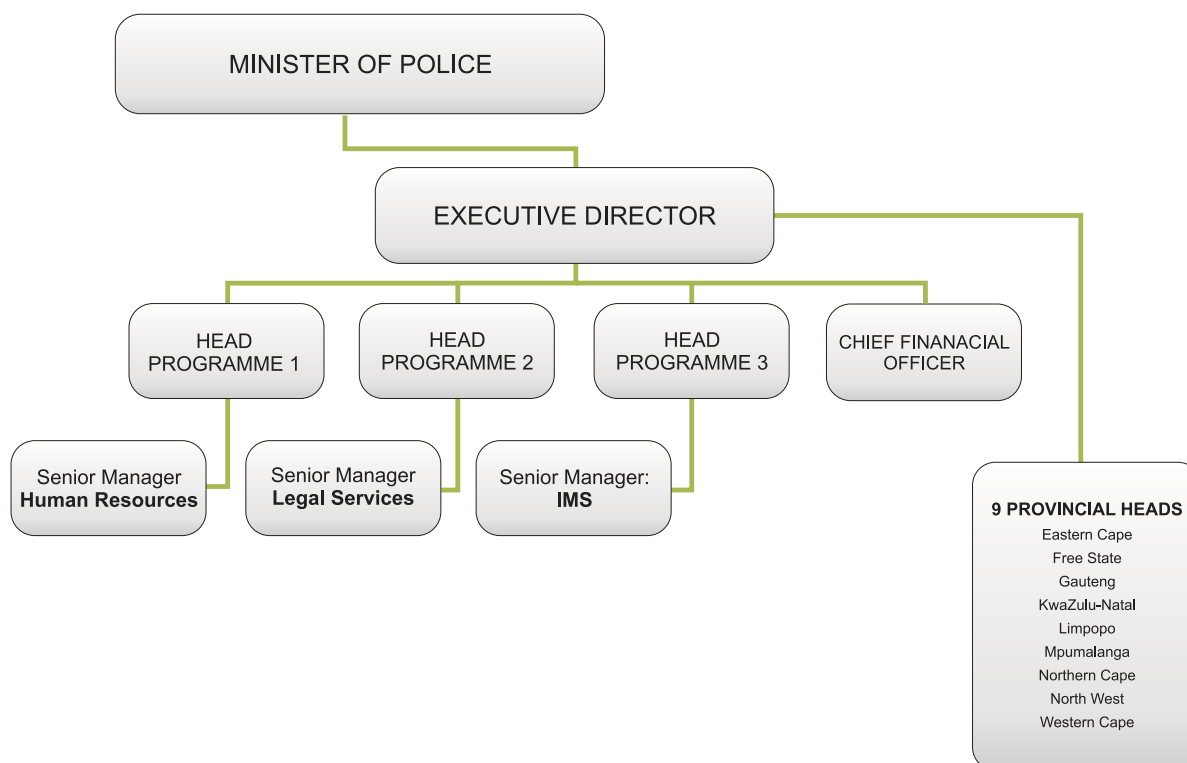 MINISTER OF POLICE
EXECUTIVE DIRECTOR
HEAD
PROGRAMME 1
HEAD
PROGRAMME 2
HEAD
PROGRAMME 3
CHIEF FINANACIAL
OFFICER
Senior Manager
Human Resources
Senior Manager
Legal Services
Senior Manager:
IMS
9 PROVINCIAL HEADS
Eastern Cape
Free State
Gauteng
KwaZulu-Natal
Limpopo
Mpumalanga
Northern Cape
North West
Western Cape